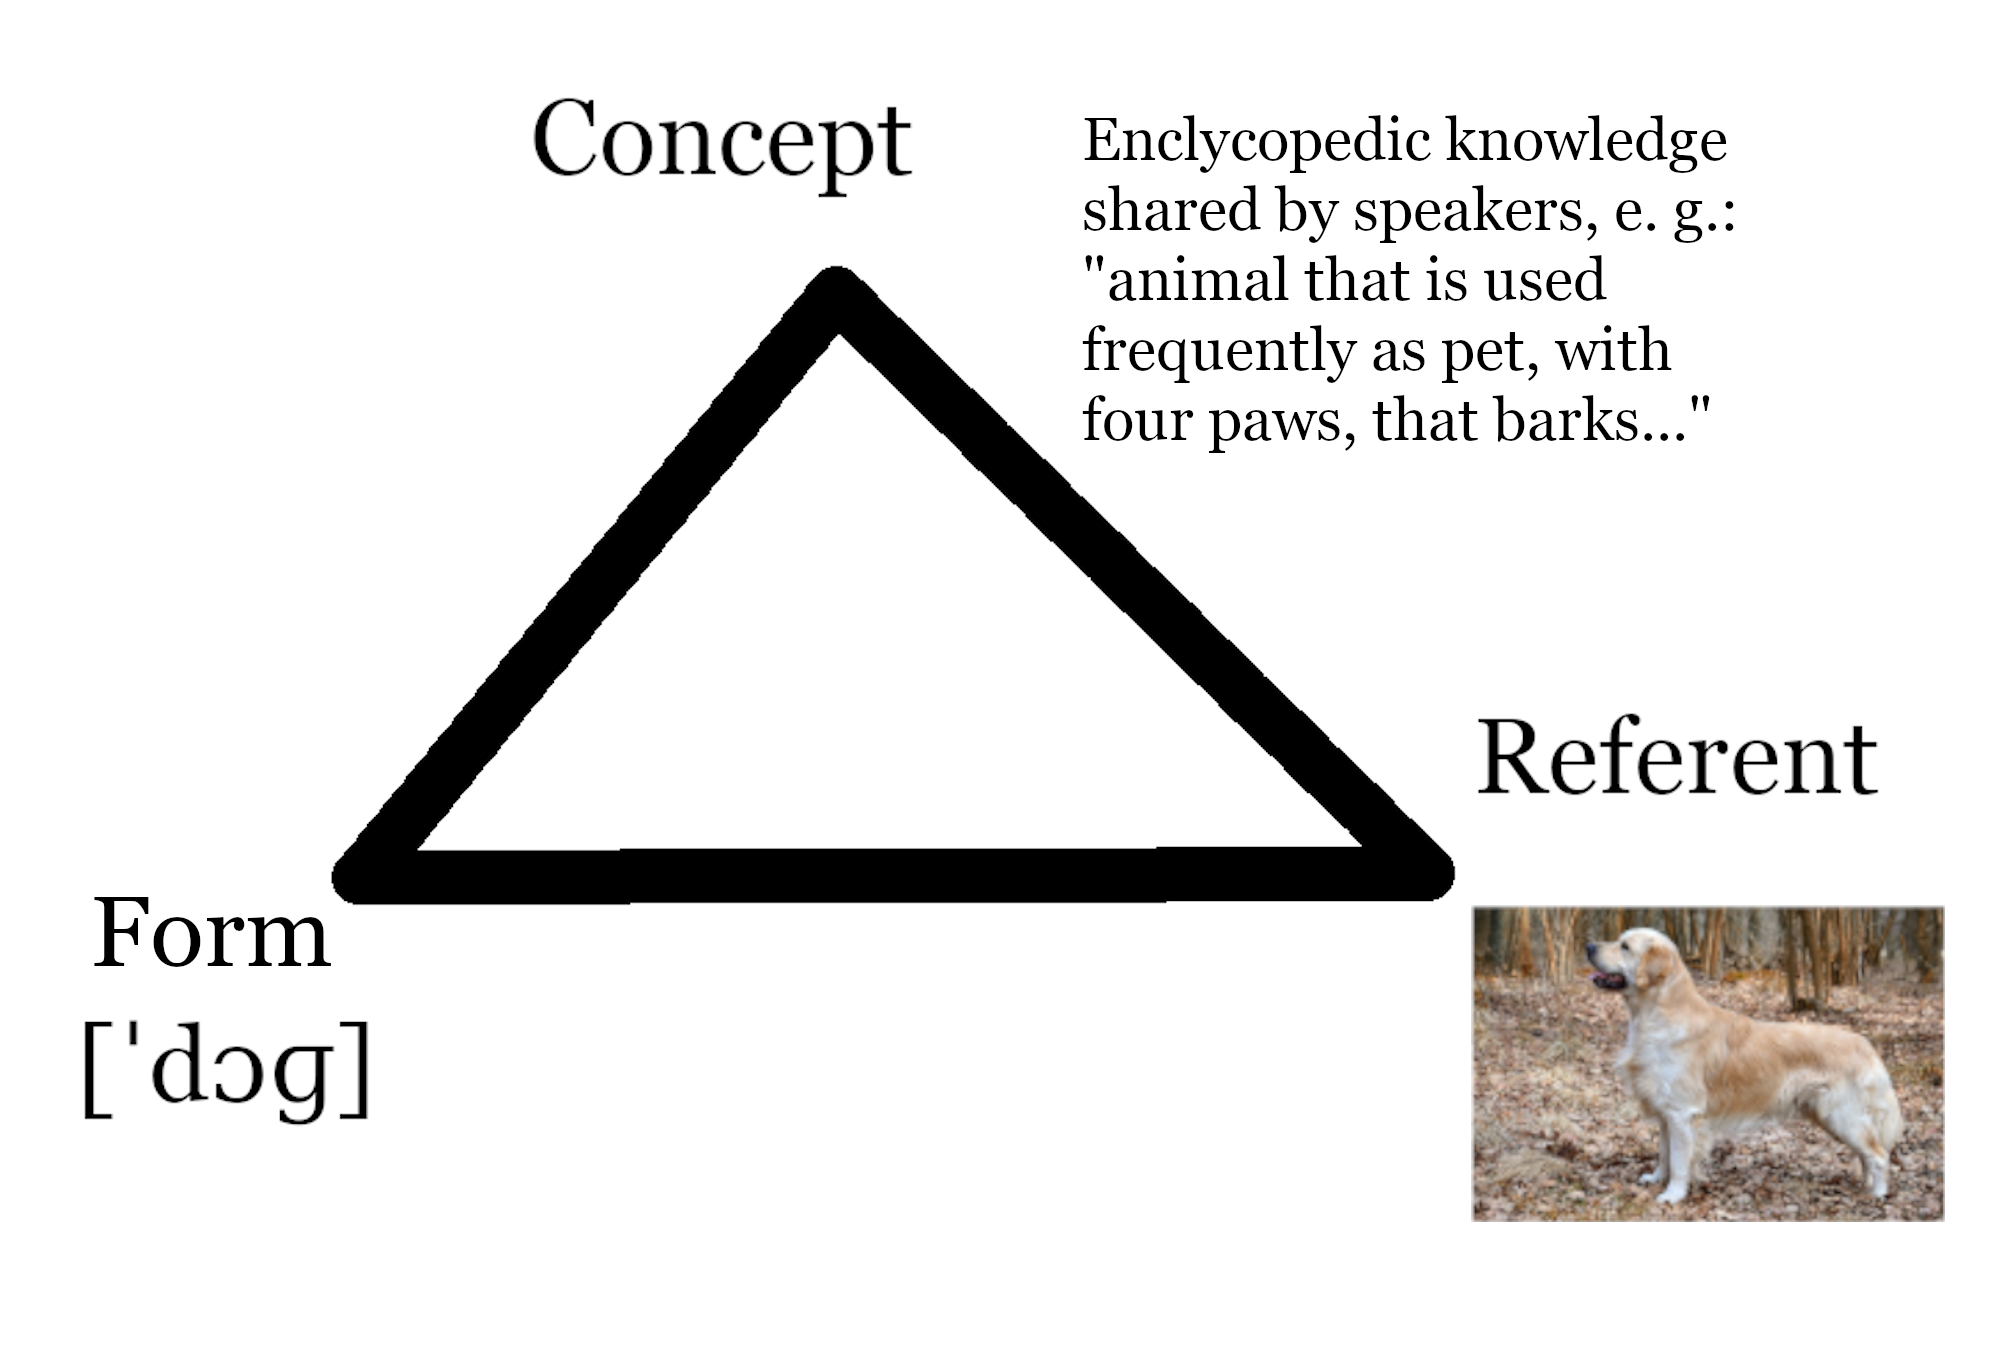 Concept
Enclycopedic knowledge
shared by speakers, e. g.:
"animal that is used
frequently as pet, with
four paws, that barks..."
Referent
Form
[ˈdɔg]